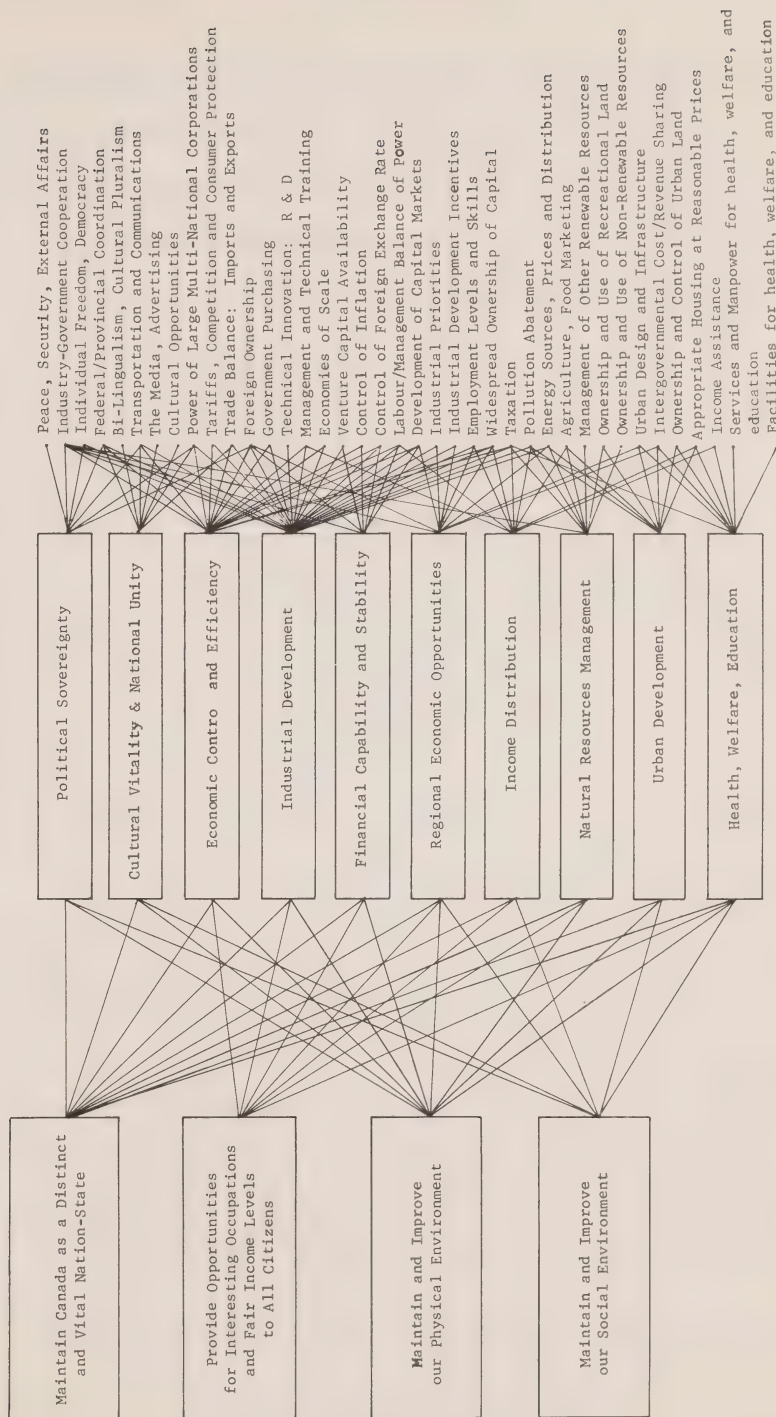 Maintain Canada as a Distinct
and Vital Nation-State
Provide Opportunities
for Interesting Occupations
and Fair Income Levels
to All Citizens
Maintain and Improve
our Physical Environment
Maintain and Improve
our Social Environment
Political Sovereignty
Cultural Vitality & National Unity
Economic Contro and Efficiency
Industrial Development
Financial Capability and Stability
Regional Economic Opportunities
Income Distribution
Natural Resources Management
Urban Development
Health, Welfare, Education
Peace, Security, External Affairs
Industry-Government Cooperation
Individual Freedom, Democracy
Federal/Provincial Coordination
Bi-Lingualism, Cultural Pluralism
Transportation and Communications
The Media, Advertising
Cultural Opportunities
Power of Large Multi-National Corporations
Tariffs, Competition and Consumer Protection
Trade Balance: Imports and Exports
Foreign Ownership
Government Purchasing
Technical Innovation: R & D
Management and Technical Training
Economies of Scale
Venture Capital Availability
Control of Inflation
Control of Foreign Exchange Rate
Labour/Management Balance of Power
Development of Capital Markets
Industrial Priorities
Industrial Development Incentives
Employment Levels and Skills
Widespread Ownership of Capital
Taxation
Pollution Abatement
Energy Sources, Prices and Distribution
Agriculture, Food Marketing
Management of Other Renewable Resources
Ownership and Use of Recreational Land
Ownership and Use of Non-Renewable Resources
Urban Design and Infrastructure
Intergovernmental Cost/Revenue Sharing
Ownership and Control of Urban Land
Appropriate Housing at Reasonable Prices
Income Assistance
Services and Manpower for health, welfare, and
education
Facilities for health, welfare, and education